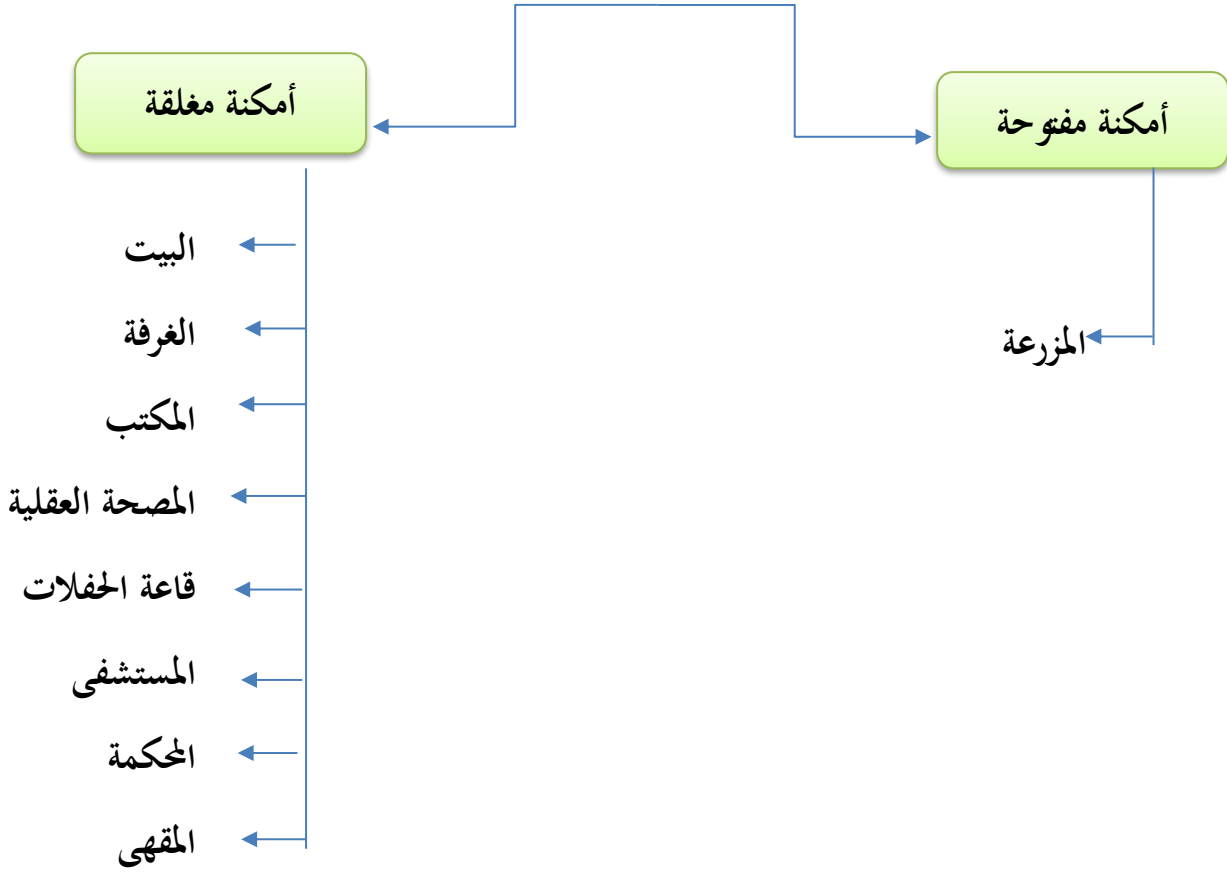 أمكنة مفتوحة
المزرعة
أمكنة مغلقة
البيت
الغرفة
المكتب
المصحة العقلية
قاعة الحفلات
المستشفى
المحكمة
المقهى